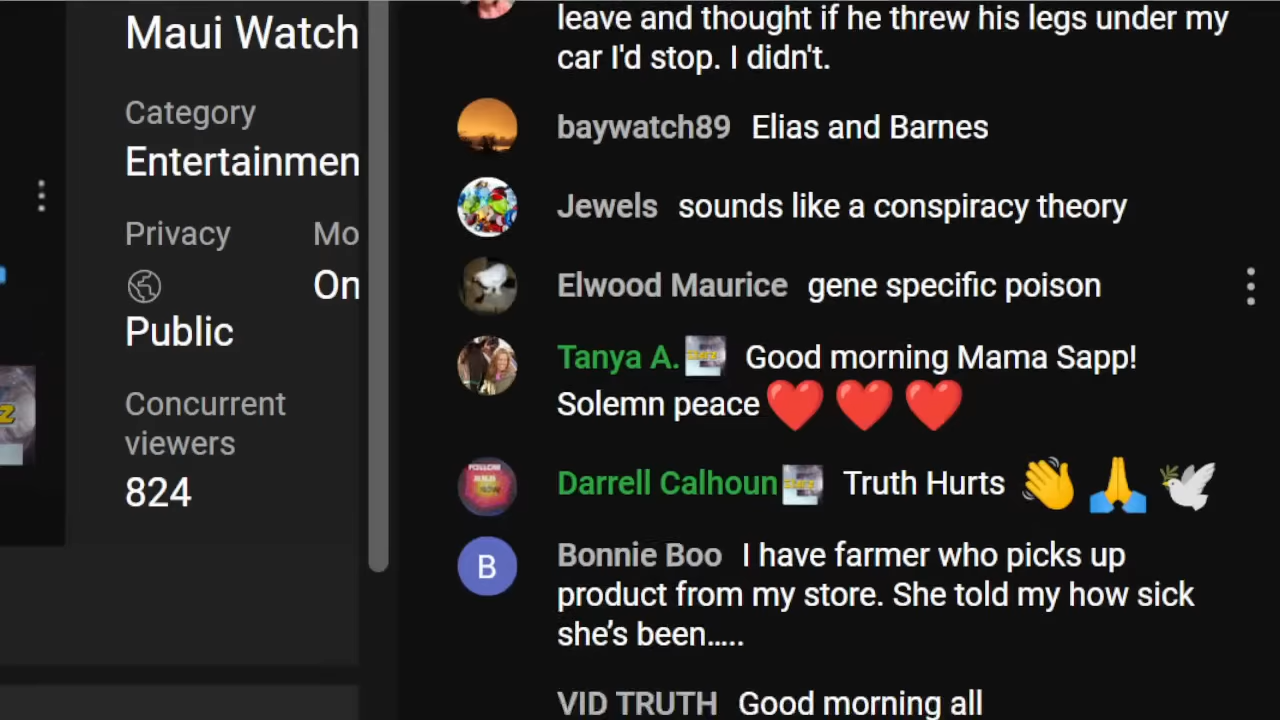 Maui Watch
Category
Entertainmen
Privacy Mo
On
Public
Concurrent
viewers
824
leave and thought if he threw his legs under my
car I'd stop. I didn't.
baywatch89 Elias and Barnes
Jewels sounds like a conspiracy theory
Elwood Maurice gene specific poison
Tanya A. Good morning Mama Sapp!
Solemn peace ❤️ ❤️ ❤️
Darrell Calhoun Truth Hurts 👋 🙏 🕊️
B
Bonnie Boo I have farmer who picks up
product from my store. She told my how sick
she’s been.....
VID TRUTH Good morning all